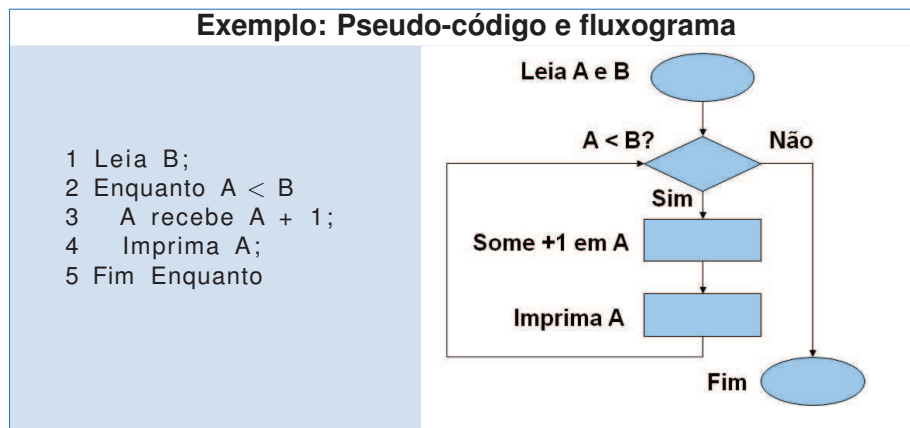 Exemplo: Pseudo-código e fluxograma
1 Leia B;
2 Enquanto A < B
3 A recebe A + 1;
4 Imprima A;
5 Fim Enquanto
Leia A e B
A < B?
Não
Sim
Some +1 em A
Imprima A
Fim